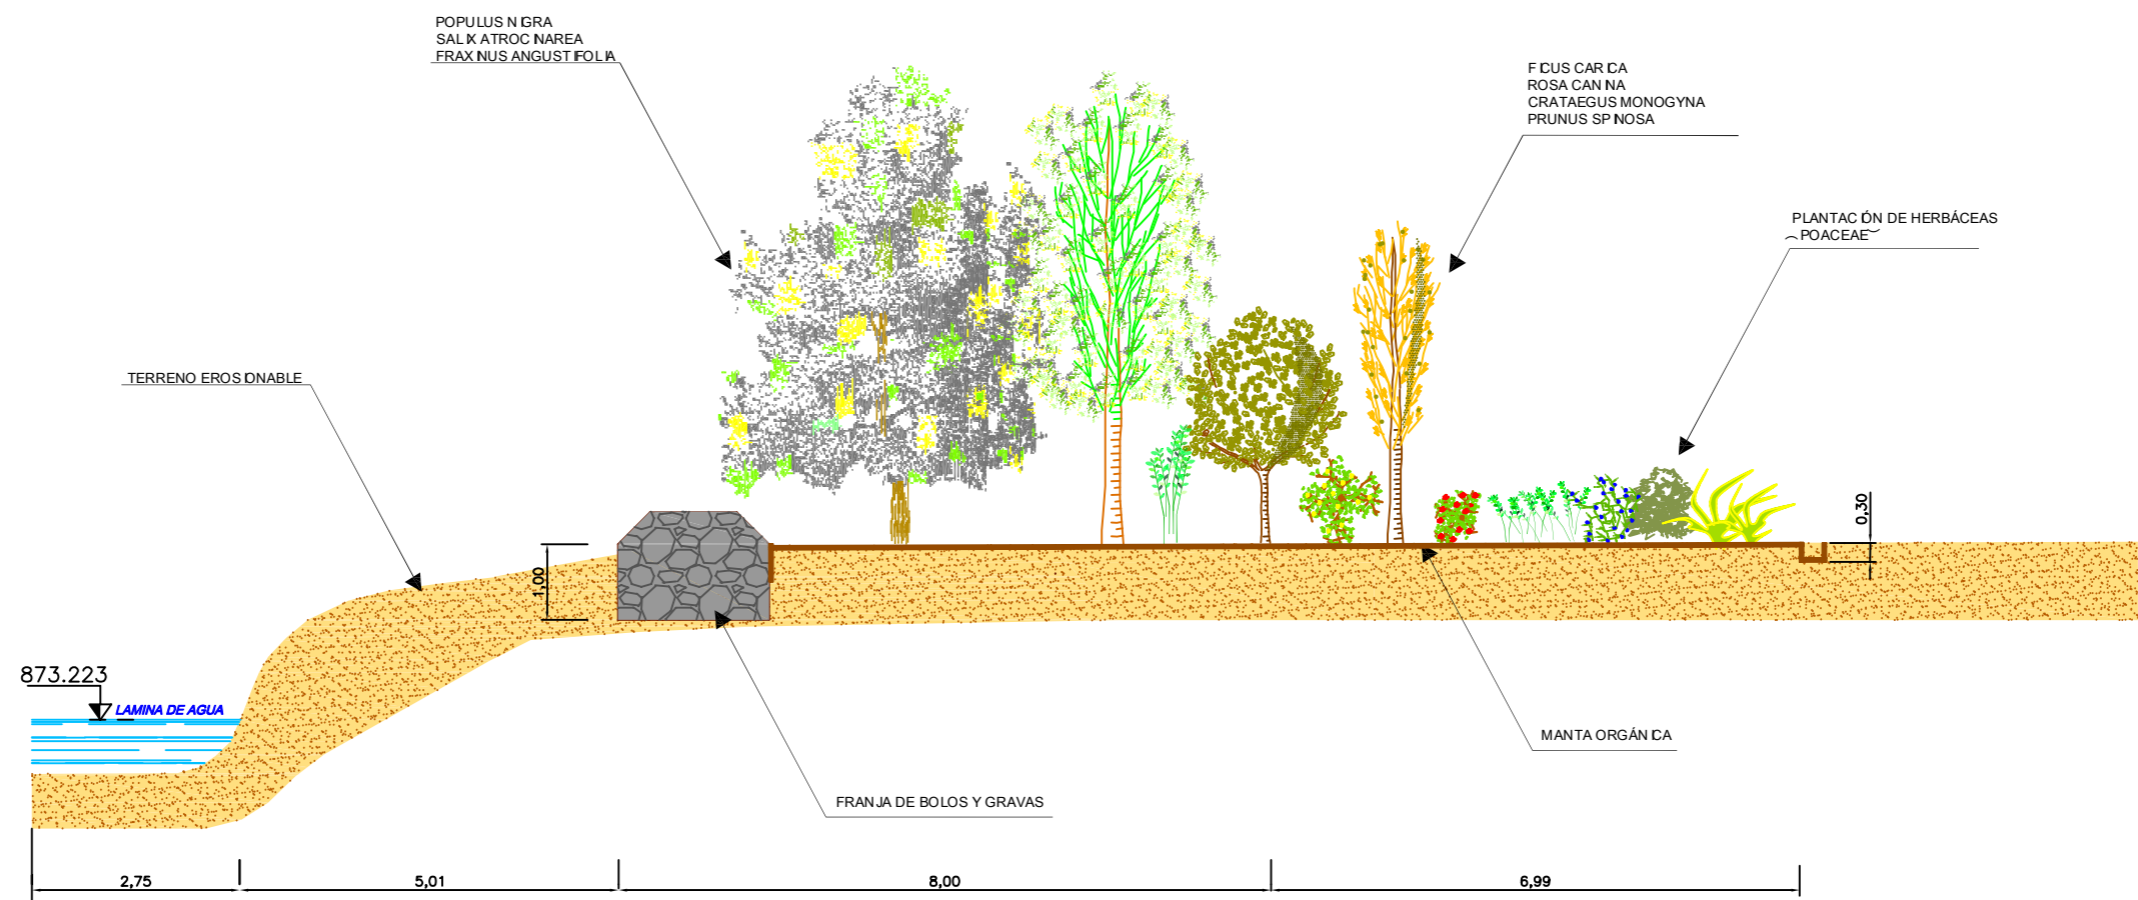 POPULUS NIGRA
SALIX ATROCINAREA
FRAXINUS ANGUSTIFOLIA
FICUS CARICA
ROSA CANINA
CRATAEGUS MONOGYNA
PRUNUS SPINOSA
PLANTACIÓN DE HERBÁCEAS
POACEAE
TERRENO EROSIONABLE
0,30
1,00
873.223
LAMINA DE AGUA
MANTA ORGÁNICA
FRANJA DE BOLOS Y GRAVAS
2,75
5,01
8,00
6,99